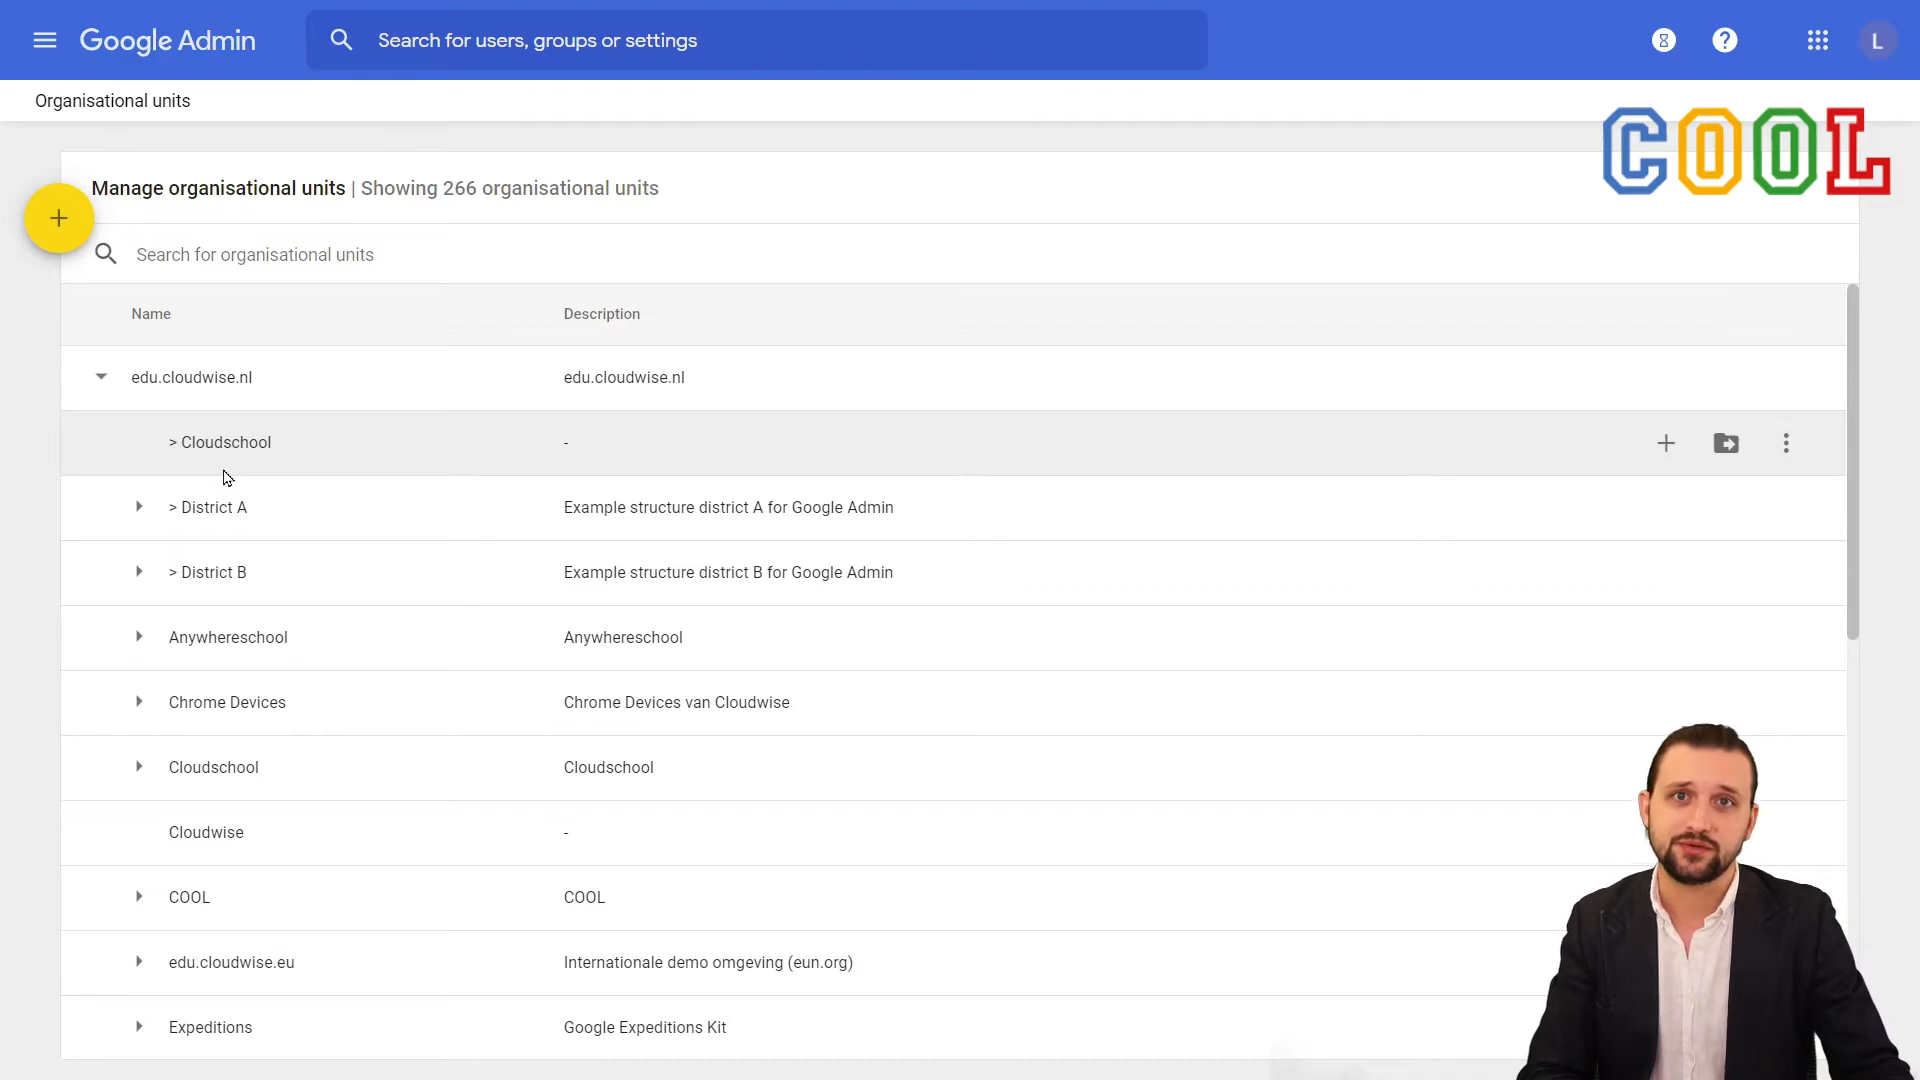 Google Admin
Search for users, groups or settings
L
Organisational units
COOL
Manage organisational units | Showing 266 organisational units
Search for organisational units
Name Description
edu.cloudwise.nl edu.cloudwise.nl
> Cloudschool -
> District A Example structure district A for Google Admin
> District B Example structure district B for Google Admin
Anywhereschool Anywhereschool
Chrome Devices Chrome Devices van Cloudwise
Cloudschool Cloudschool
Cloudwise -
COOL COOL
edu.cloudwise.eu Internationale demo omgeving (eun.org)
Expeditions Google Expeditions Kit